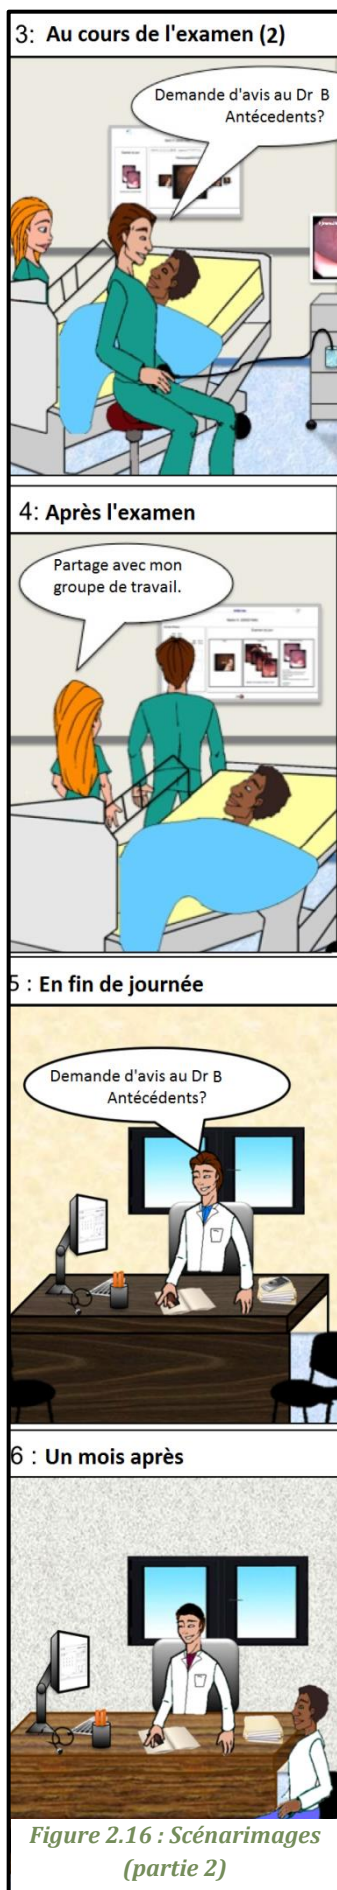 3: Au cours de l'examen (2)
Demande d'avis au Dr B
Antécedents?
4: Après l'examen
Partage avec mon
groupe de travail.
5 : En fin de journée
Demande d'avis au Dr B
Antécédents?
6 : Un mois après
Figure 2.16 : Scénarimages
(partie 2)